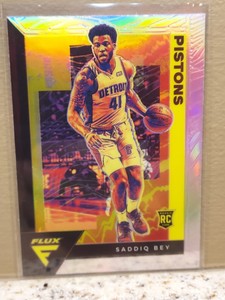 PISTONS
DETROIT
41
RC
FLUX
SADDIQ BEY